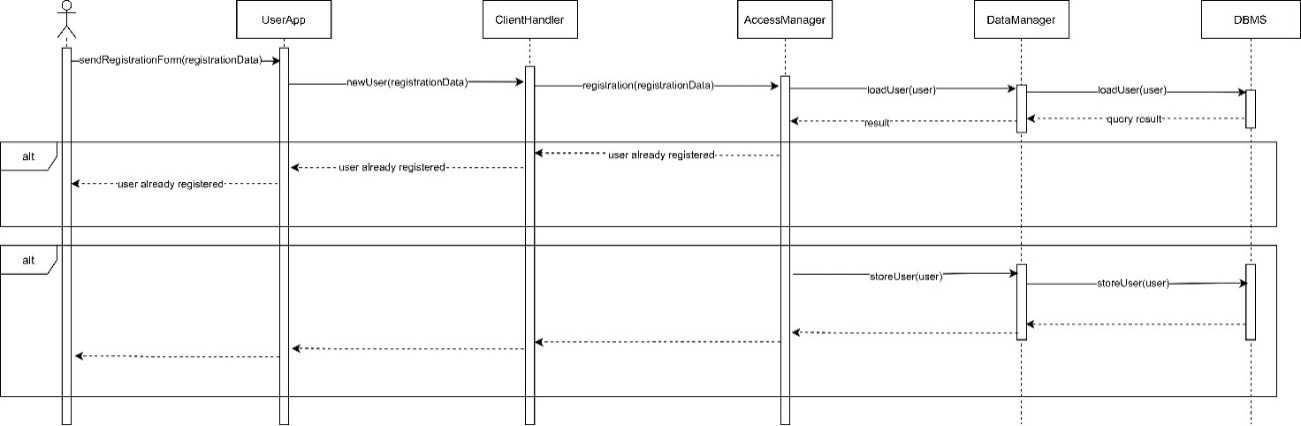 UserApp
ClientHandler
AccessManager
DataManager
DBMS
sendRegistrationForm(registrationData)
newUser(registrationData)
registration(registrationData)
loadUser(user)
loadUser(user)
result
query result
alt
user already registered
user already registered
user already registered
alt
storeUser(user)
storeUser(user)